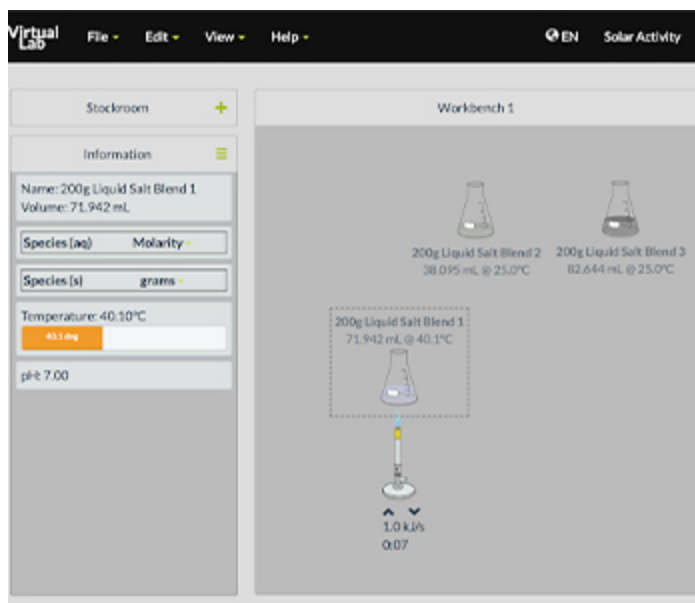 Virtual Lab
File
Edit
View
Help
EN
Solar Activity
Stockroom
Workbench 1
Information
Name: 200g Liquid Salt Blend 1
Volume: 71.942 mL
Species (aq) Molarity
Species (s) grams
Temperature: 40.10°C
40.1 deg
pH: 7.00
200g Liquid Salt Blend 2
38.095 mL @ 25.0°C
200g Liquid Salt Blend 3
82.644 mL @ 25.0°C
200g Liquid Salt Blend 1
71.942 mL @ 40.1°C
1.0 kJ/s
0:07